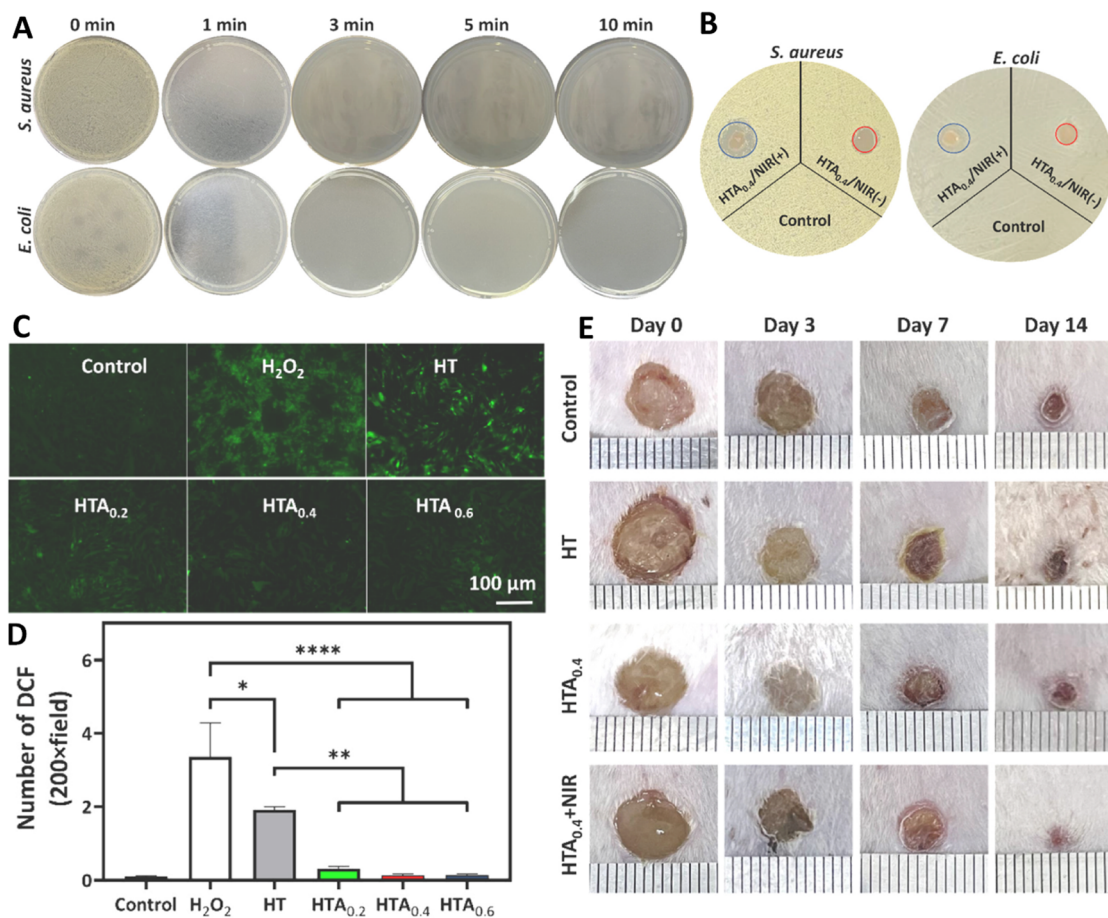 A
0 min 1 min 3 min 5 min 10 min
S. aureus
E. coli
B
S. aureus
HTA0.4/NIR(+)
HTA0.4/NIR(-)
Control
E. coli
HTA0.4/NIR(+)
HTA0.4/NIR(-)
Control
C
Control H2O2 HT
HTA0.2 HTA0.4 HTA0.6
100 μm
D
Number of DCF
(200×field)
6
4
2
0
****
*
**
Control H2O2 HT HTA0.2 HTA0.4 HTA0.6
E
Day 0 Day 3 Day 7 Day 14
Control
HT
HTA0.4
HTA0.4+NIR